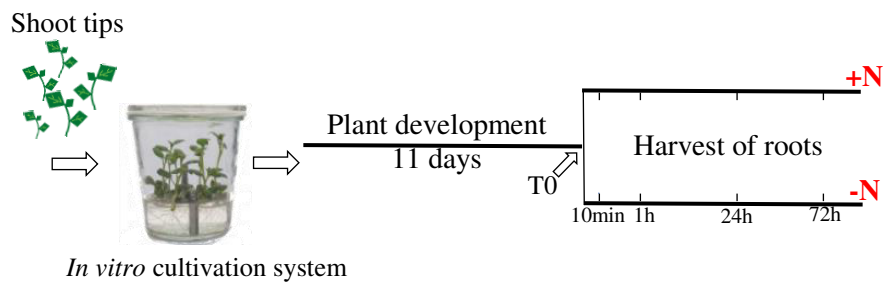 Shoot tips
+N
Plant development
11 days
Harvest of roots
T0
-N
10min 1h 24h 72h
In vitro cultivation system